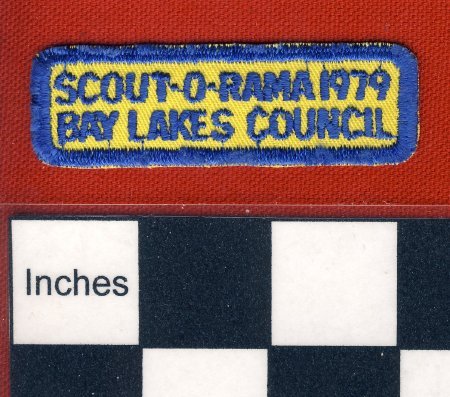 SCOUT-O-RAMA 1979
BAY LAKES COUNCIL
Inches